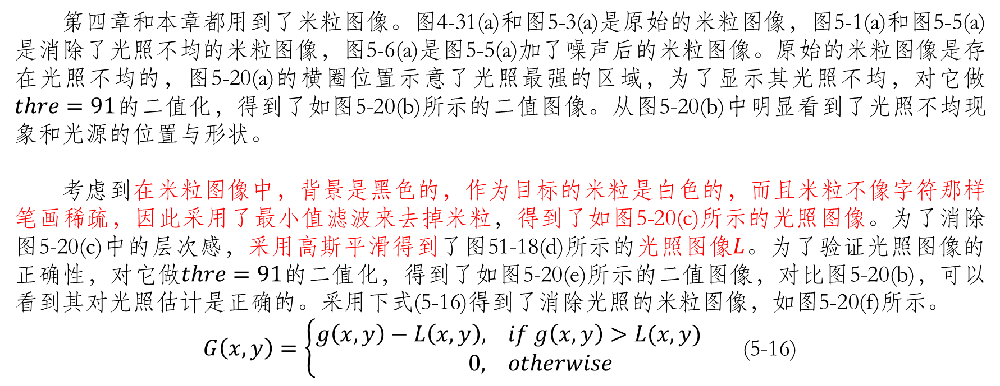 第四章和本章都用到了米粒图像。图4-31(a)和图5-3(a)是原始的米粒图像，图5-1(a)和图5-5(a)
是消除了光照不均的米粒图像，图5-6(a)是图5-5(a)加了噪声后的米粒图像。原始的米粒图像是存
在光照不均的，图5-20(a)的横圈位置示意了光照最强的区域，为了显示其光照不均，对它做
thre = 91的二值化，得到了如图5-20(b)所示的二值图像。从图5-20(b)中明显看到了光照不均现
象和光源的位置与形状。
考虑到在米粒图像中，背景是黑色的，作为目标的米粒是白色的，而且米粒不像字符那样
笔画稀疏，因此采用了最小值滤波来去掉米粒，得到了如图5-20(c)所示的光照图像。为了消除
图5-20(c)中的层次感，采用高斯平滑得到了图51-18(d)所示的光照图像L。为了验证光照图像的
正确性，对它做thre = 91的二值化，得到了如图5-20(e)所示的二值图像，对比图5-20(b)，可以
看到其对光照估计是正确的。采用下式(5-16)得到了消除光照的米粒图像，如图5-20(f)所示。
G(x,y) = { g(x,y) − L(x,y), if g(x,y) > L(x,y)
0, otherwise (5-16)